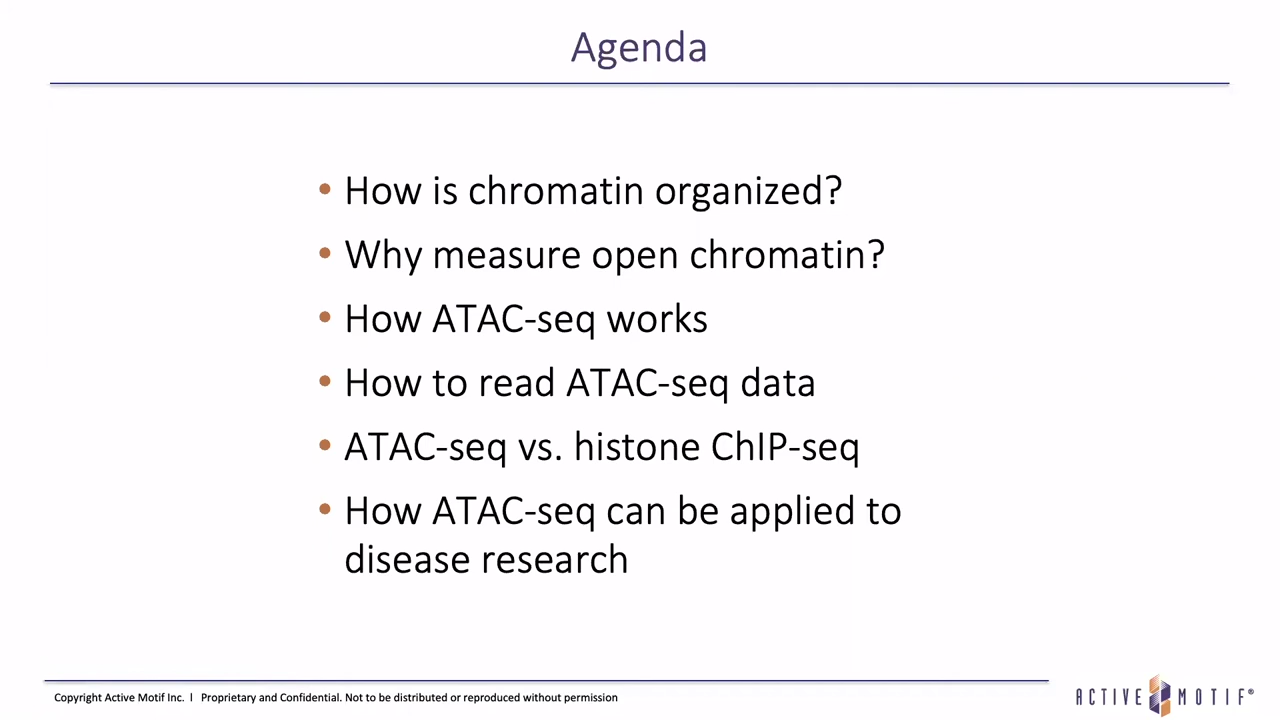 Agenda
• How is chromatin organized?
• Why measure open chromatin?
• How ATAC-seq works
• How to read ATAC-seq data
• ATAC-seq vs. histone ChIP-seq
• How ATAC-seq can be applied to
disease research
Copyright Active Motif Inc. | Proprietary and Confidential. Not to be distributed or reproduced without permission
ACTIVE MOTIF®